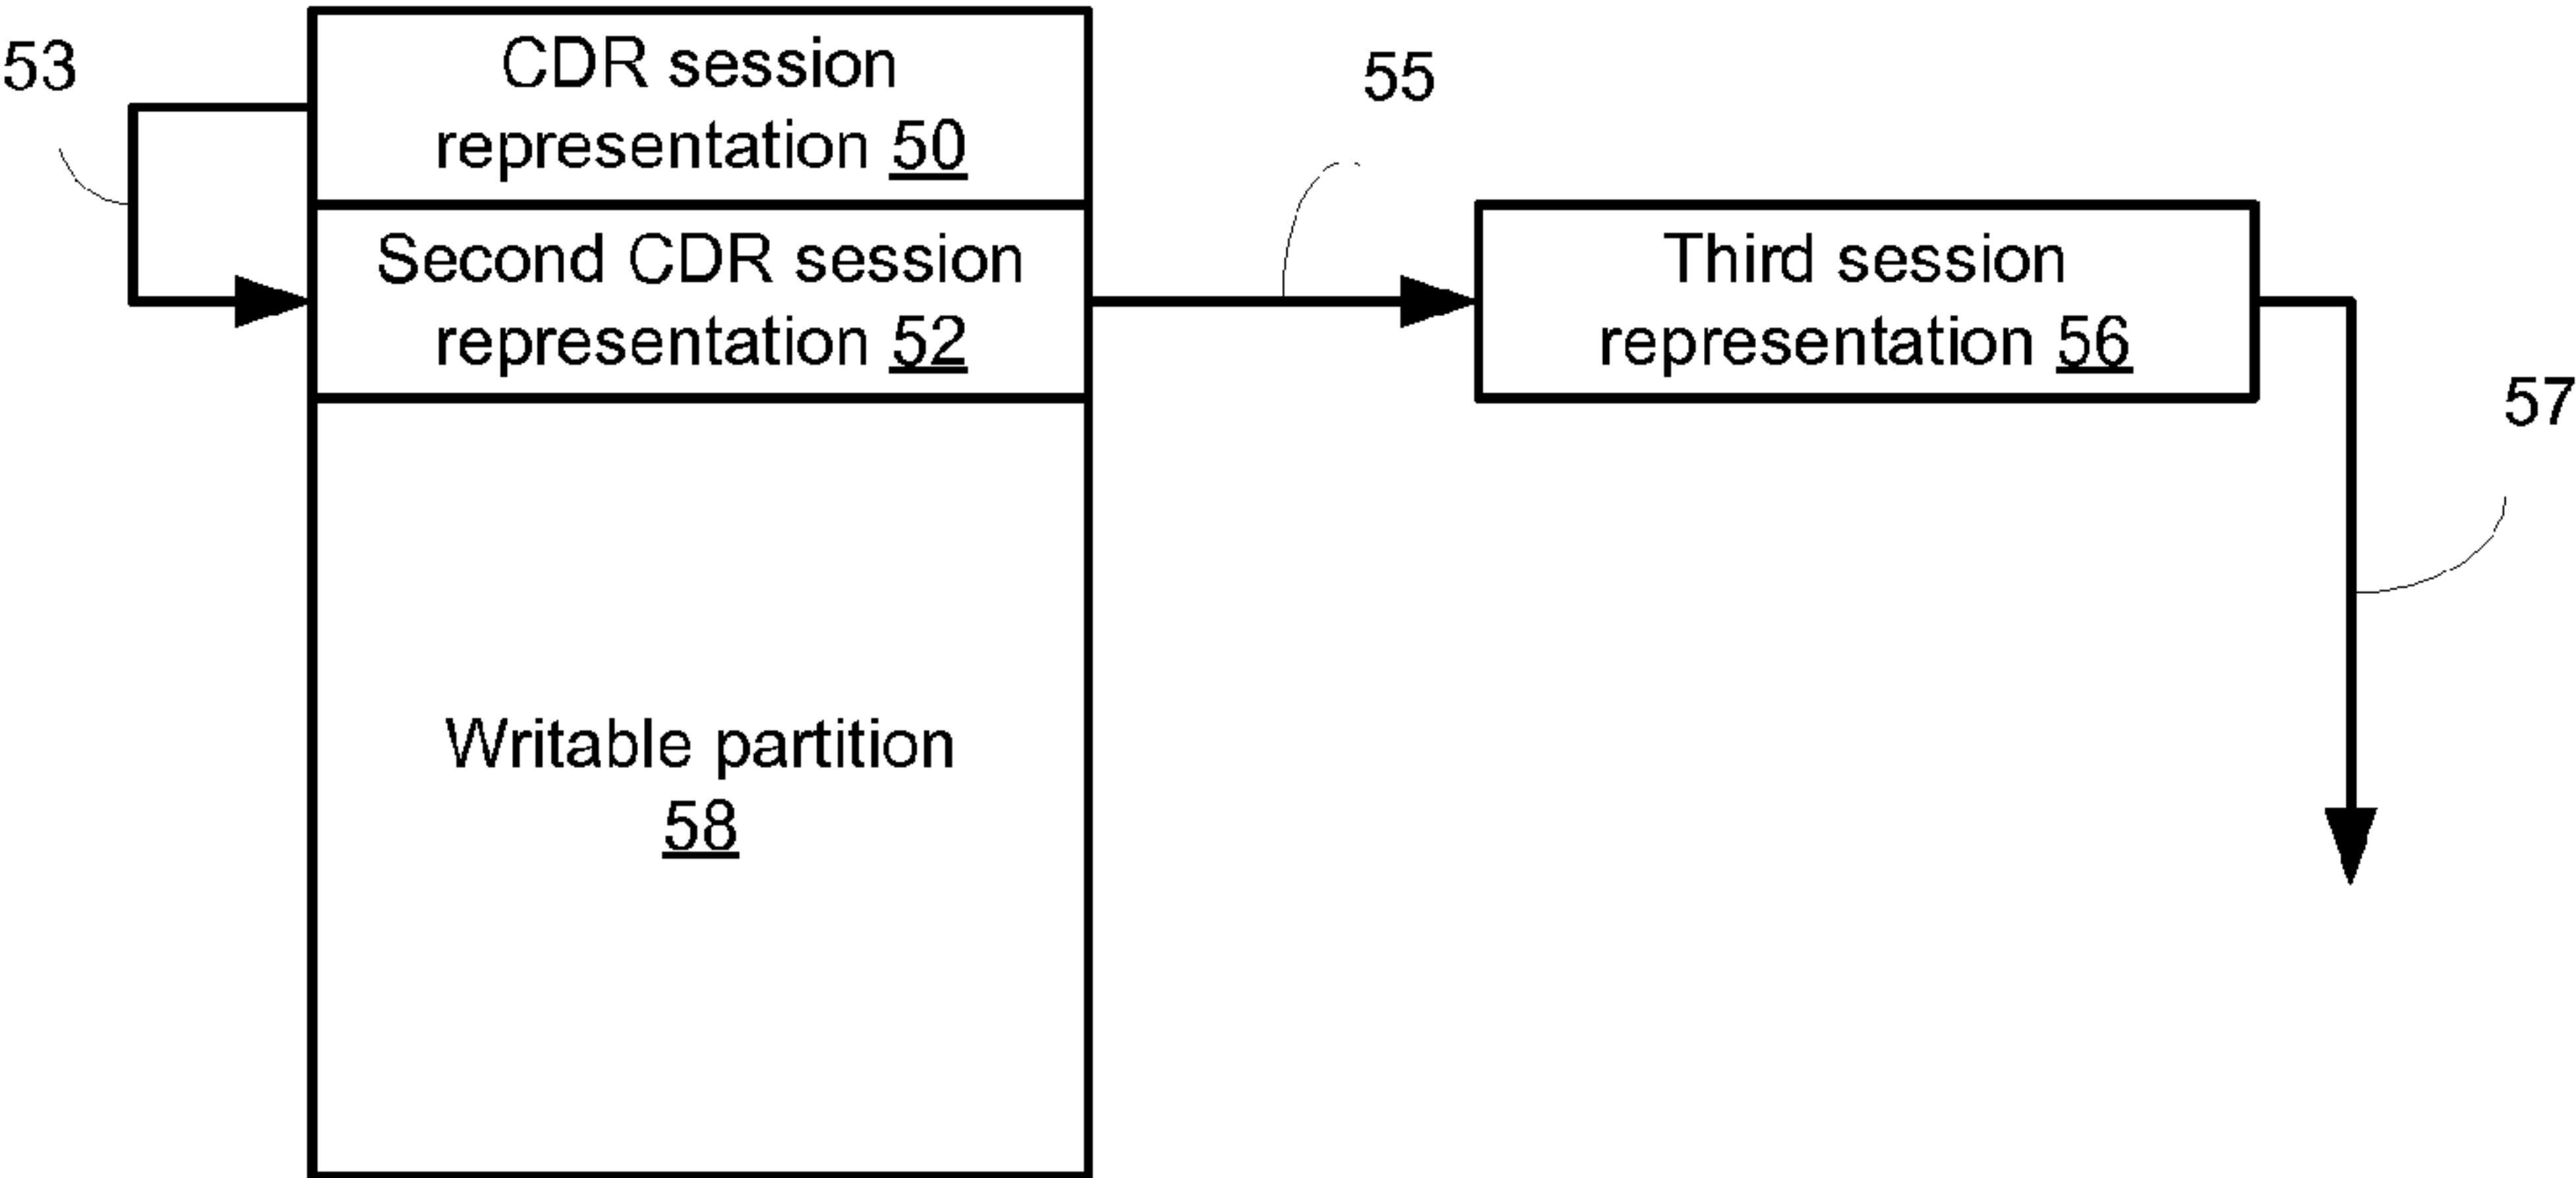 53
CDR session
representation 50
55
Second CDR session
representation 52
Third session
representation 56
57
Writable partition
58